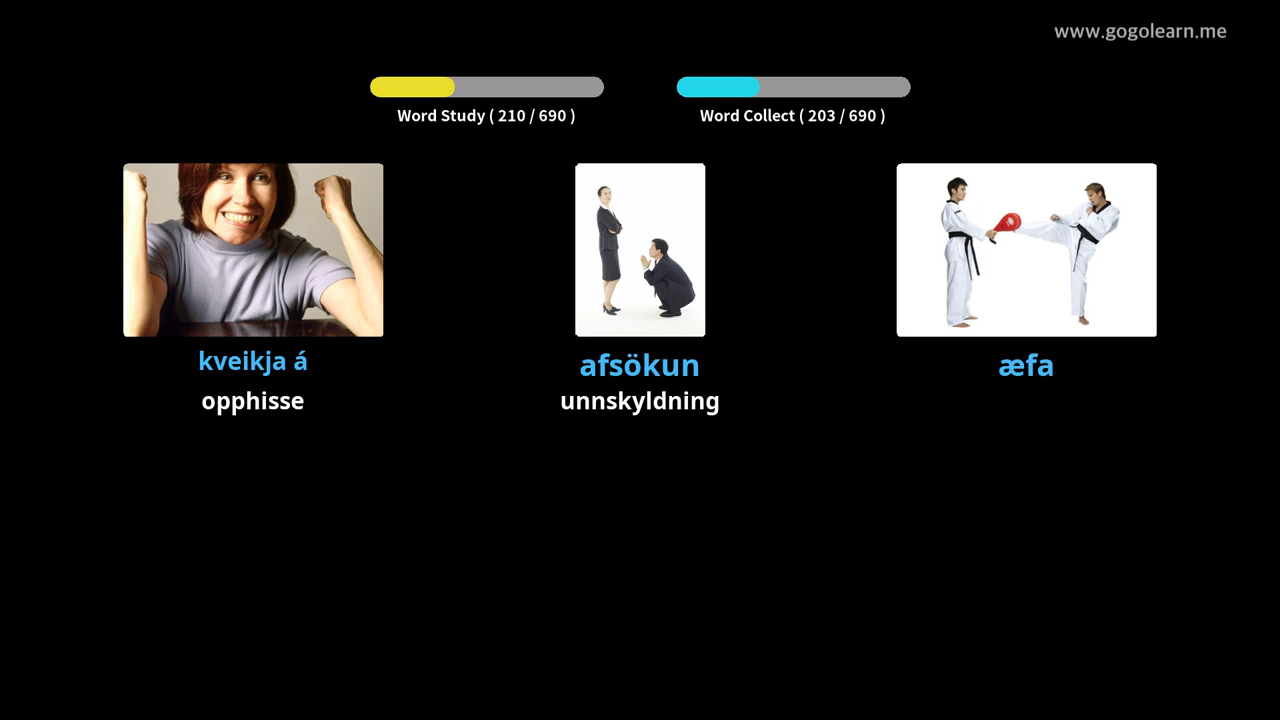 www.gogolearn.me
Word Study ( 210 / 690 )
Word Collect ( 203 / 690 )
kveikja á
afsökun
æfa
opphisse
unnskyldning